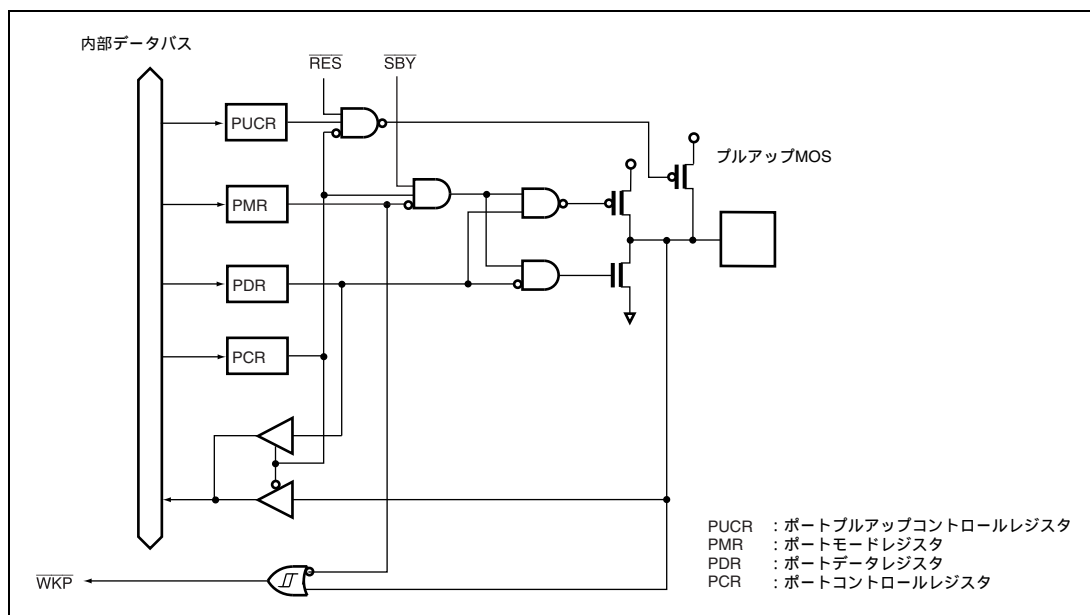 内部データバス
RES
SBY
PUCR
プルアップMOS
PMR
PDR
PCR
PUCR :ポートプルアップコントロールレジスタ
PMR :ポートモードレジスタ
PDR :ポートデータレジスタ
PCR :ポートコントロールレジスタ
WKP